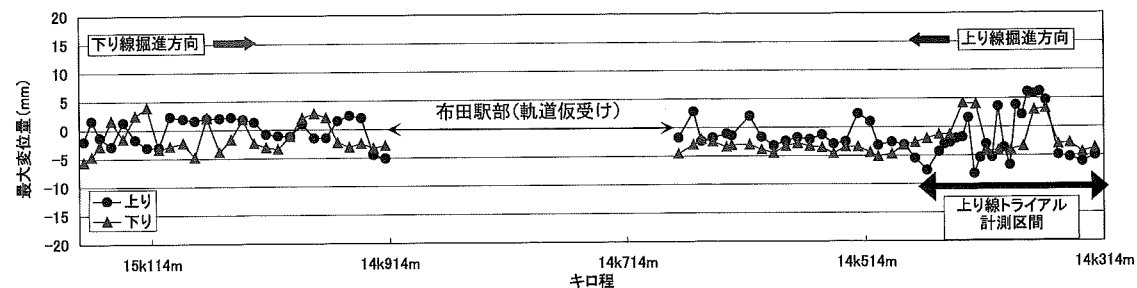 20
15
10
5
0
−5
−10
−15
−20
最大変位量(mm)
下り線掘進方向
上り線掘進方向
布田駅部(軌道仮受け)
上り
下り
上り線トライアル
計測区間
15k114m
14k914m
14k714m
14k514m
14k314m
キロ程